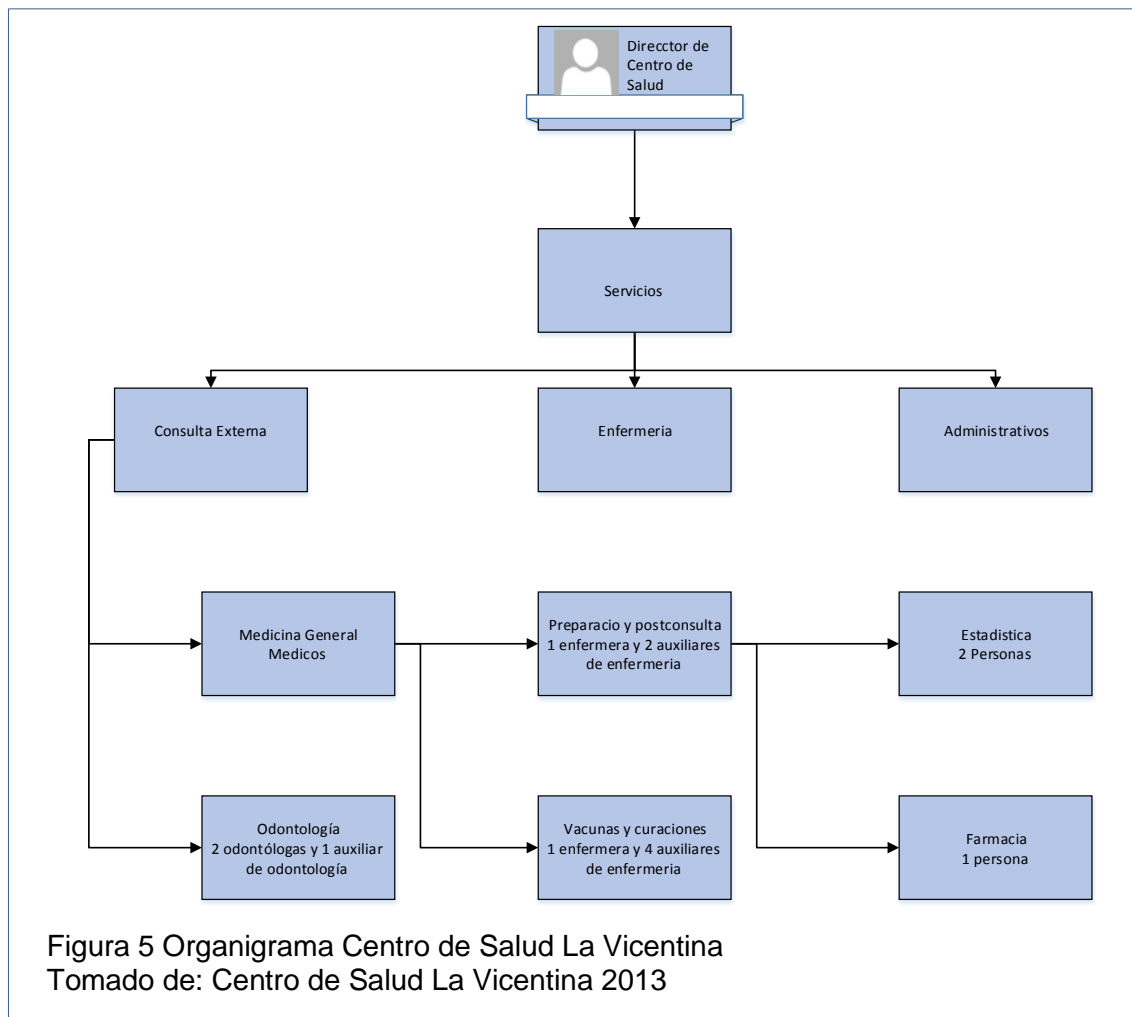 Direcctor de
Centro de
Salud
Servicios
Consulta Externa
Enfermeria
Administrativos
Medicina General
Medicos
Preparacio y postconsulta
1 enfermera y 2 auxiliares
de enfermeria
Estadistica
2 Personas
Odontología
2 odontólogas y 1 auxiliar
de odontología
Vacunas y curaciones
1 enfermera y 4 auxiliares
de enfermeria
Farmacia
1 persona
Figura 5 Organigrama Centro de Salud La Vicentina
Tomado de: Centro de Salud La Vicentina 2013